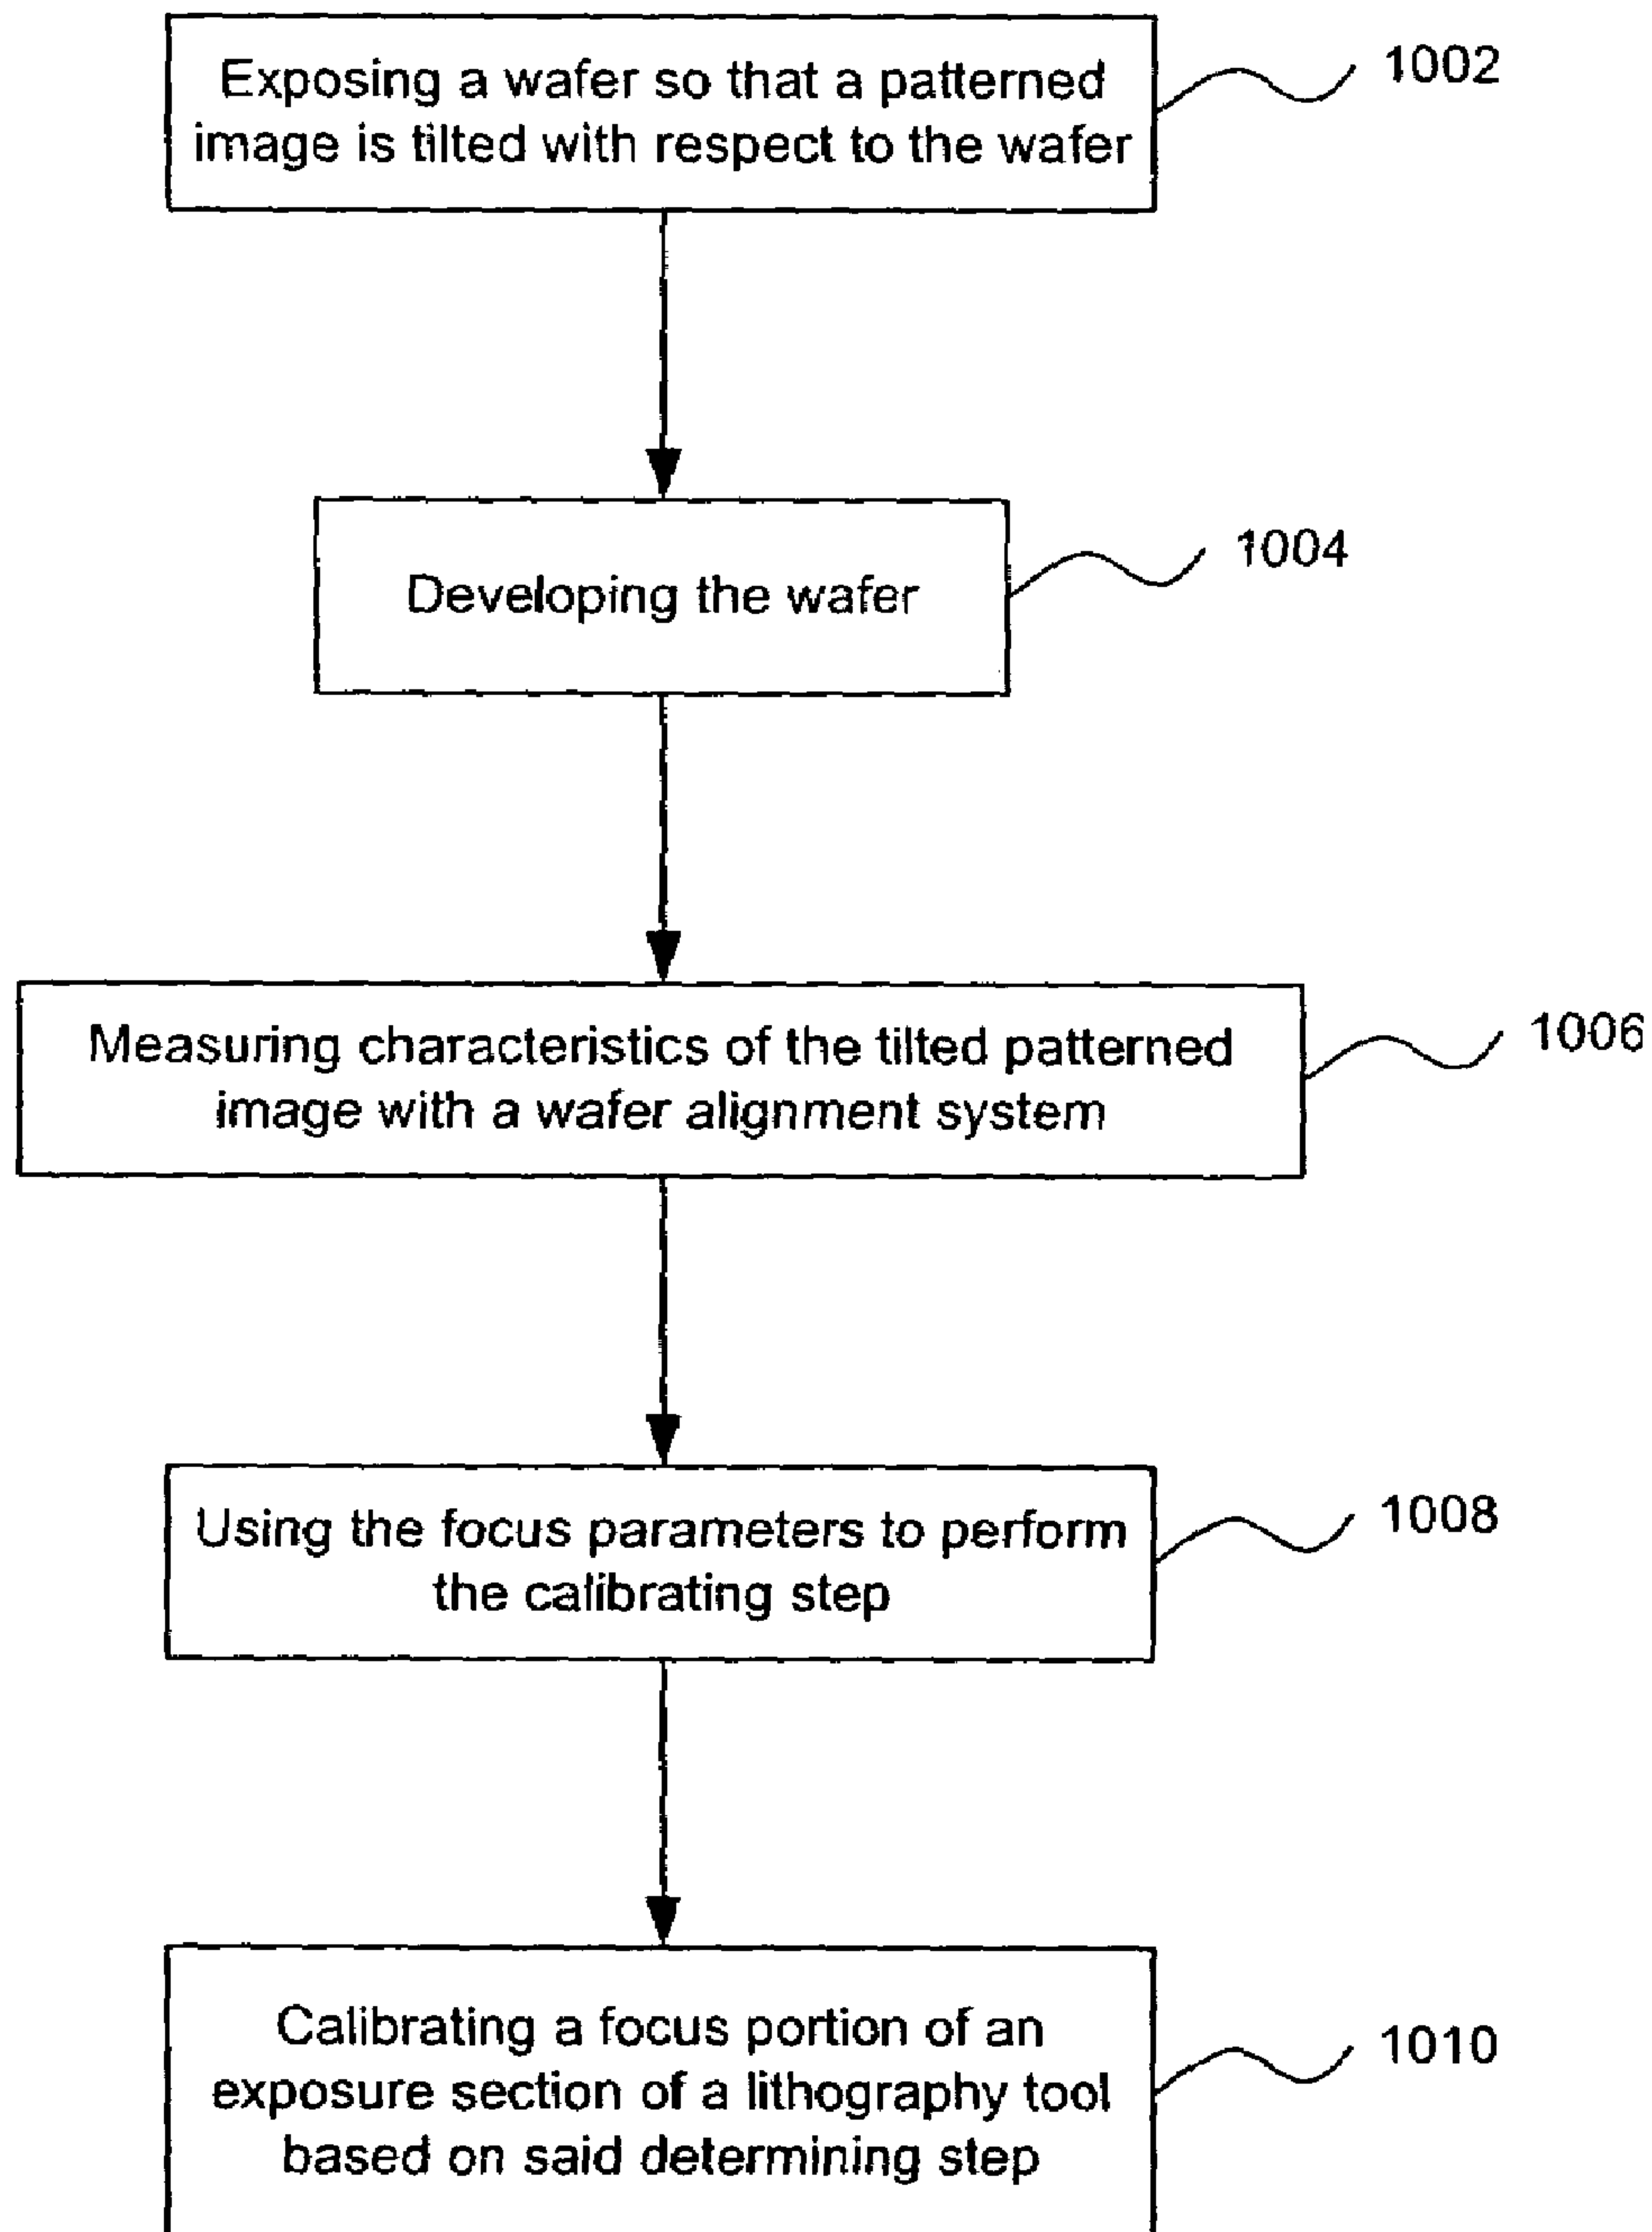 Exposing a wafer so that a patterned
image is tilted with respect to the wafer
1002
Developing the wafer
1004
Measuring characteristics of the tilted patterned
image with a wafer alignment system
1006
Using the focus parameters to perform
the calibrating step
1008
Calibrating a focus portion of an
exposure section of a lithography tool
based on said determining step
1010